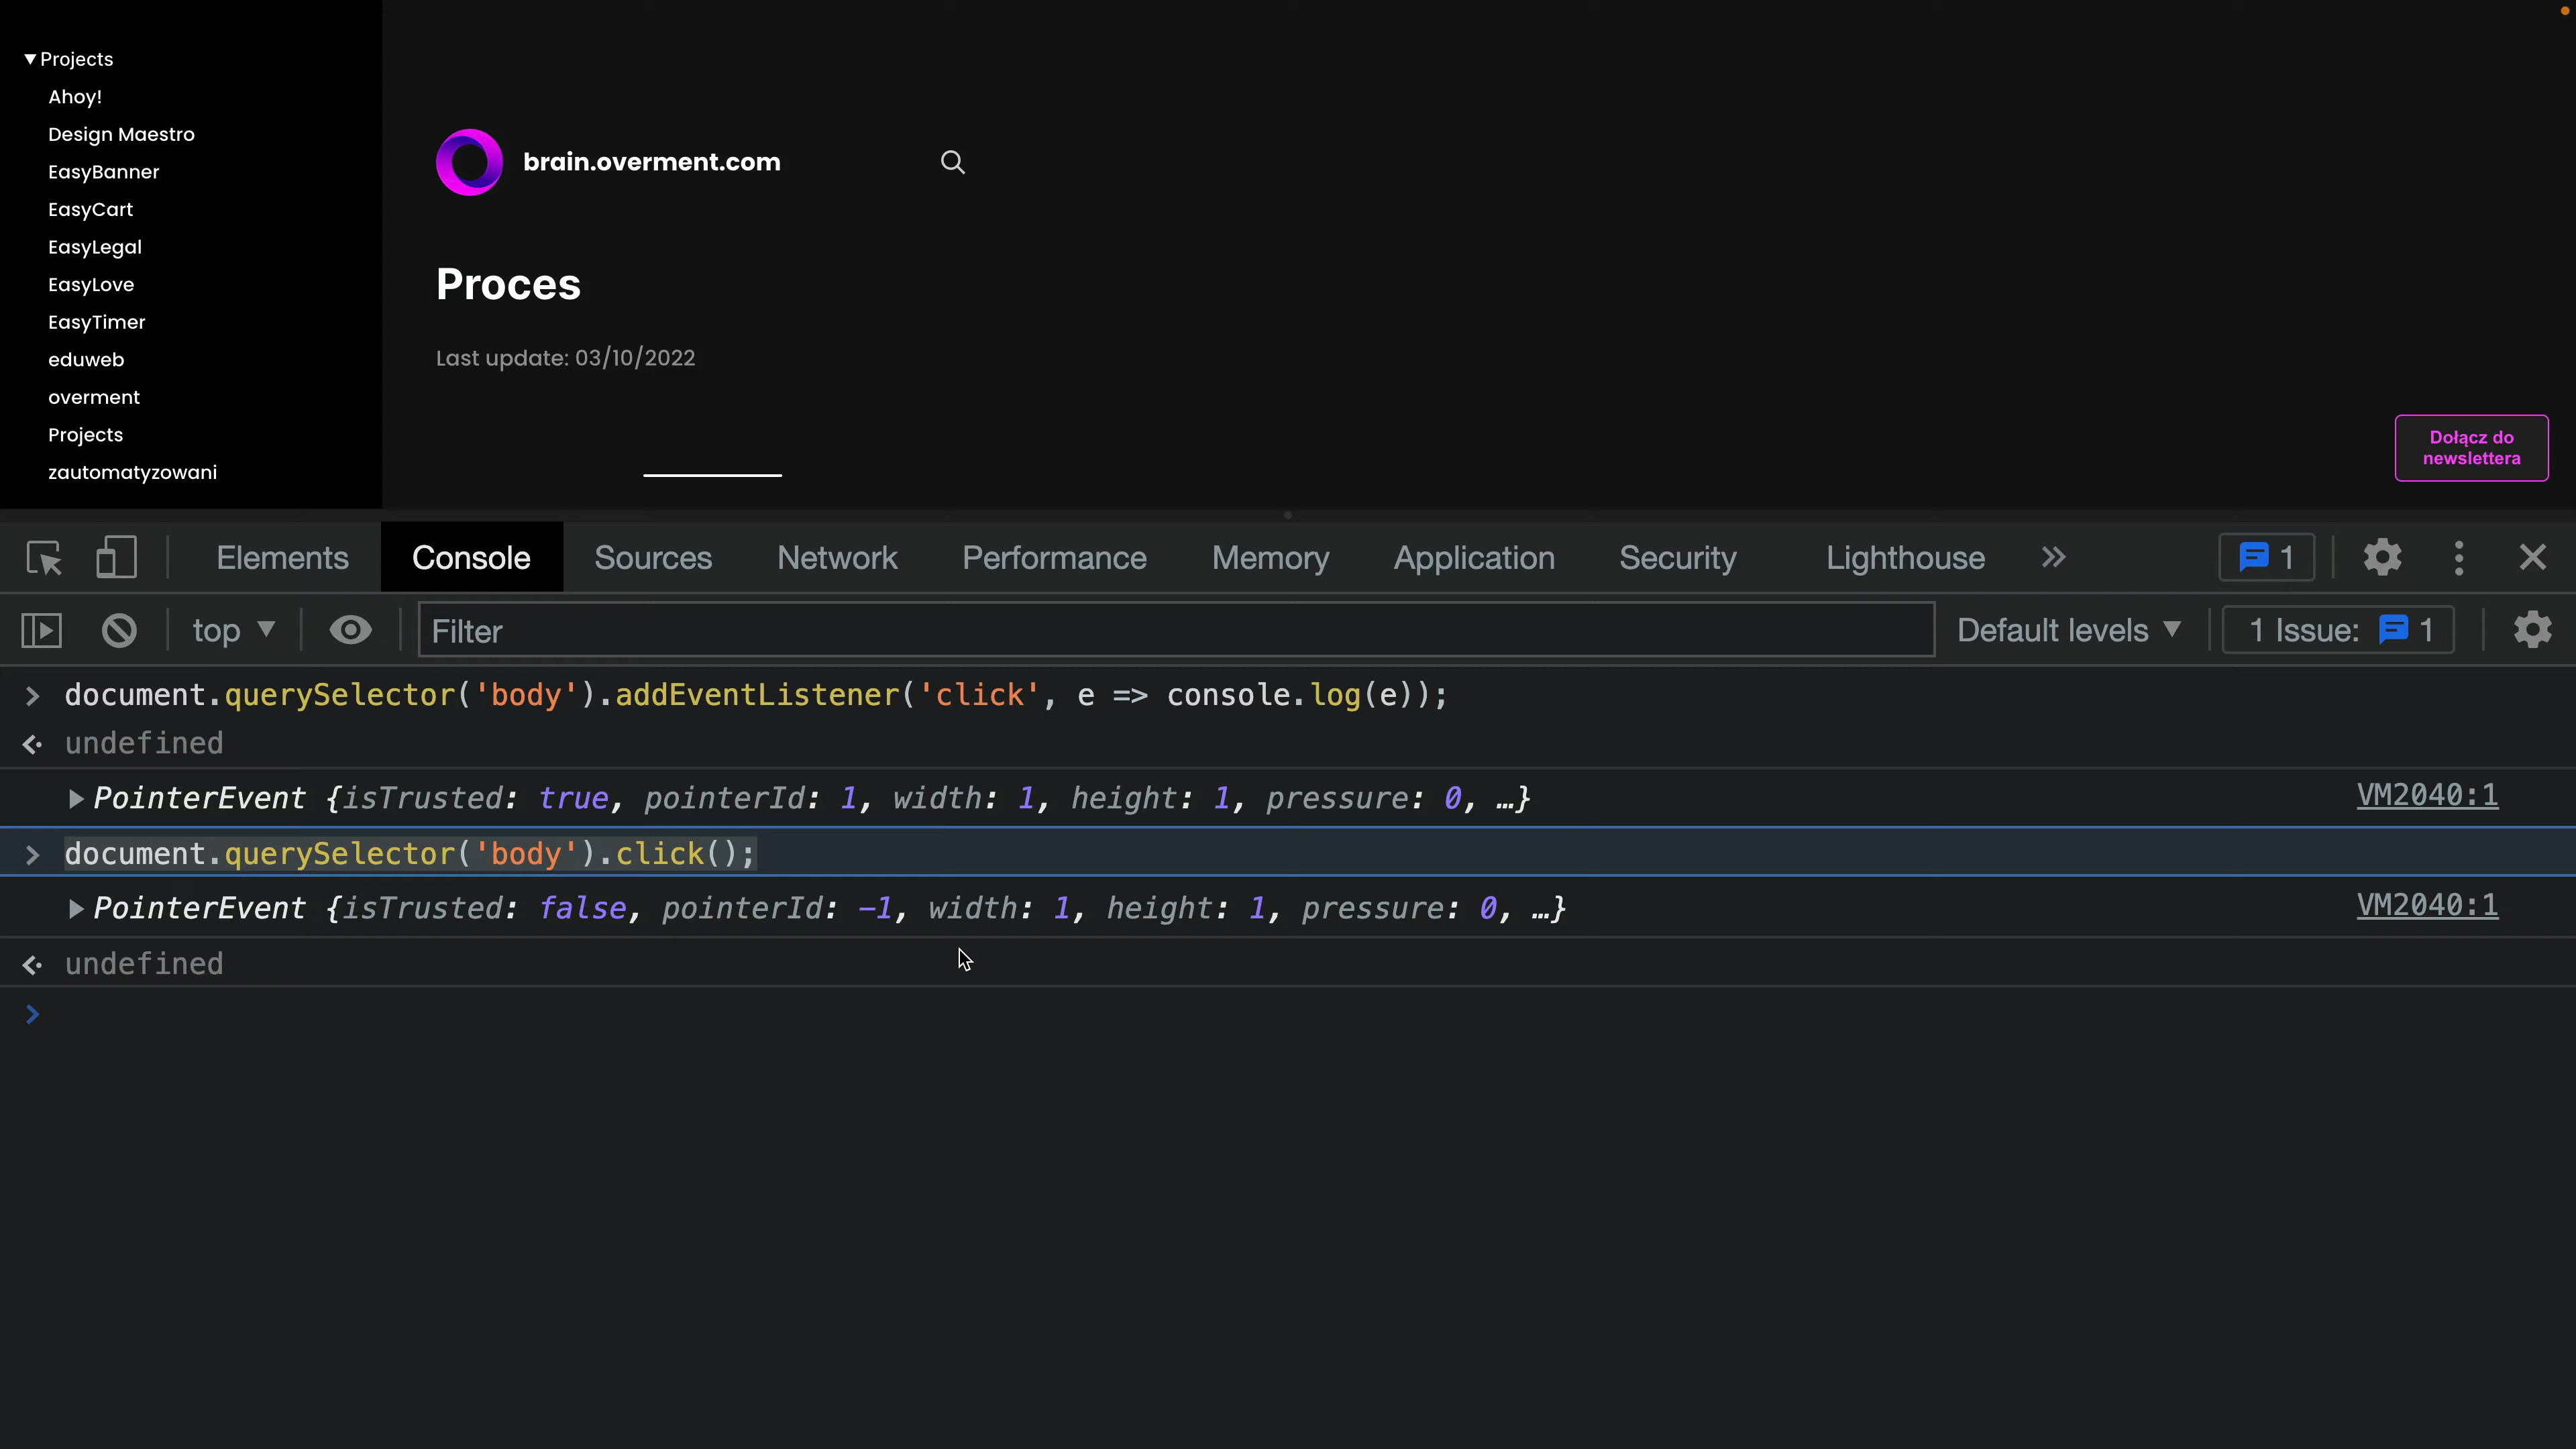 ▼ Projects
Ahoy!
Design Maestro
EasyBanner
EasyCart
EasyLegal
EasyLove
EasyTimer
eduweb
overment
Projects
zautomatyzowani
brain.overment.com
Proces
Last update: 03/10/2022
Dołącz do
newslettera
Elements Console Sources Network Performance Memory Application Security Lighthouse » 1
top ▼ Filter Default levels ▼ 1 Issue: 1
> document.querySelector('body').addEventListener('click', e => console.log(e));
undefined
▶ PointerEvent {isTrusted: true, pointerId: 1, width: 1, height: 1, pressure: 0, …} VM2040:1
> document.querySelector('body').click();
▶ PointerEvent {isTrusted: false, pointerId: −1, width: 1, height: 1, pressure: 0, …} VM2040:1
undefined
>